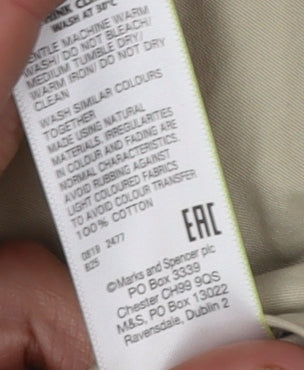 THINK CLIMATE
WASH AT 30°C
GENTLE MACHINE WARM
WASH/ DO NOT BLEACH/
MEDIUM TUMBLE DRY/
WARM IRON/ DO NOT DRY
CLEAN
WASH SIMILAR COLOURS
TOGETHER.
MADE USING NATURAL
MATERIALS. IRREGULARITIES
IN COLOUR AND FADING ARE
NORMAL CHARACTERISTICS.
AVOID RUBBING AGAINST
LIGHT COLOURED FABRICS
TO AVOID COLOUR TRANSFER
100% COTTON
0819 2477
825
EAC
©Marks and Spencer plc
PO Box 3339
Chester CH99 9QS
M&S, PO Box 13022
Ravensdale, Dublin 2